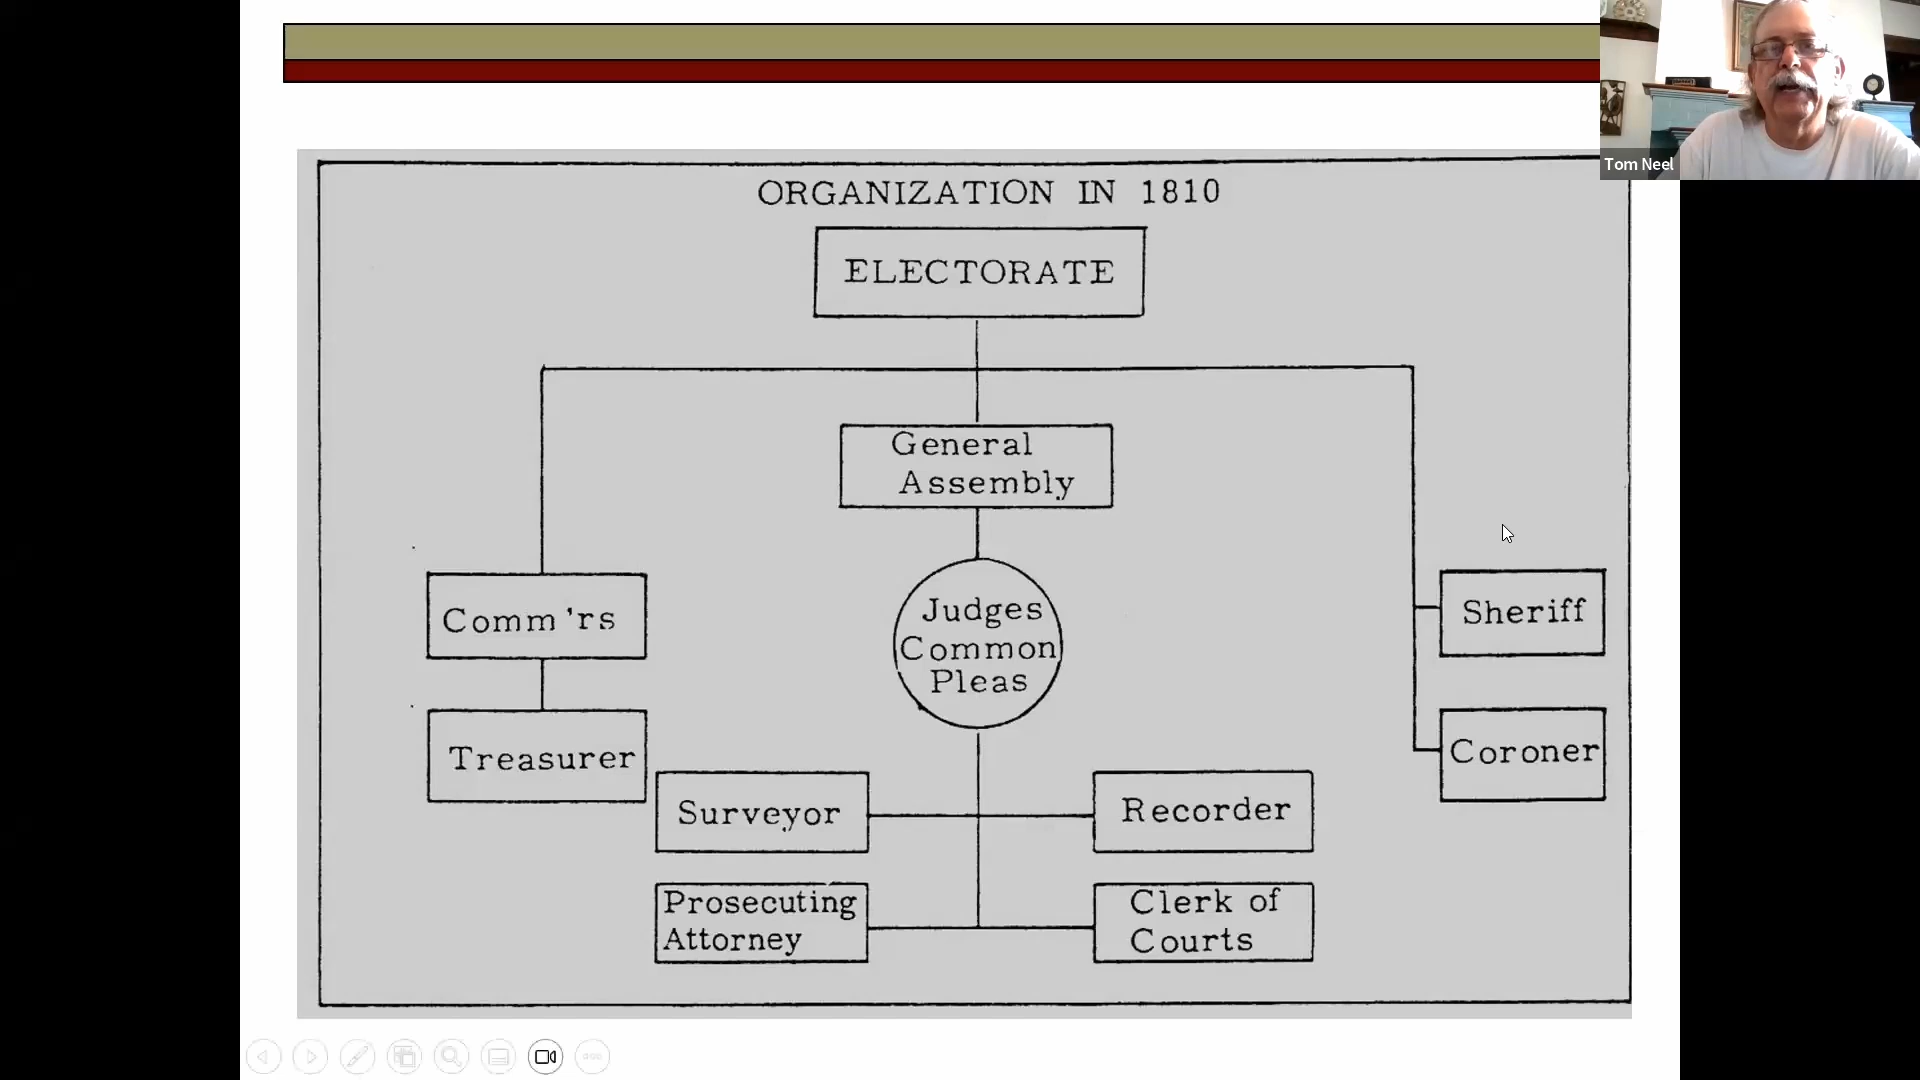 Tom Neel
ORGANIZATION IN 1810
ELECTORATE
General
Assembly
Comm'rs
Judges
Common
Pleas
Sheriff
Treasurer
Coroner
Surveyor
Recorder
Prosecuting
Attorney
Clerk of
Courts